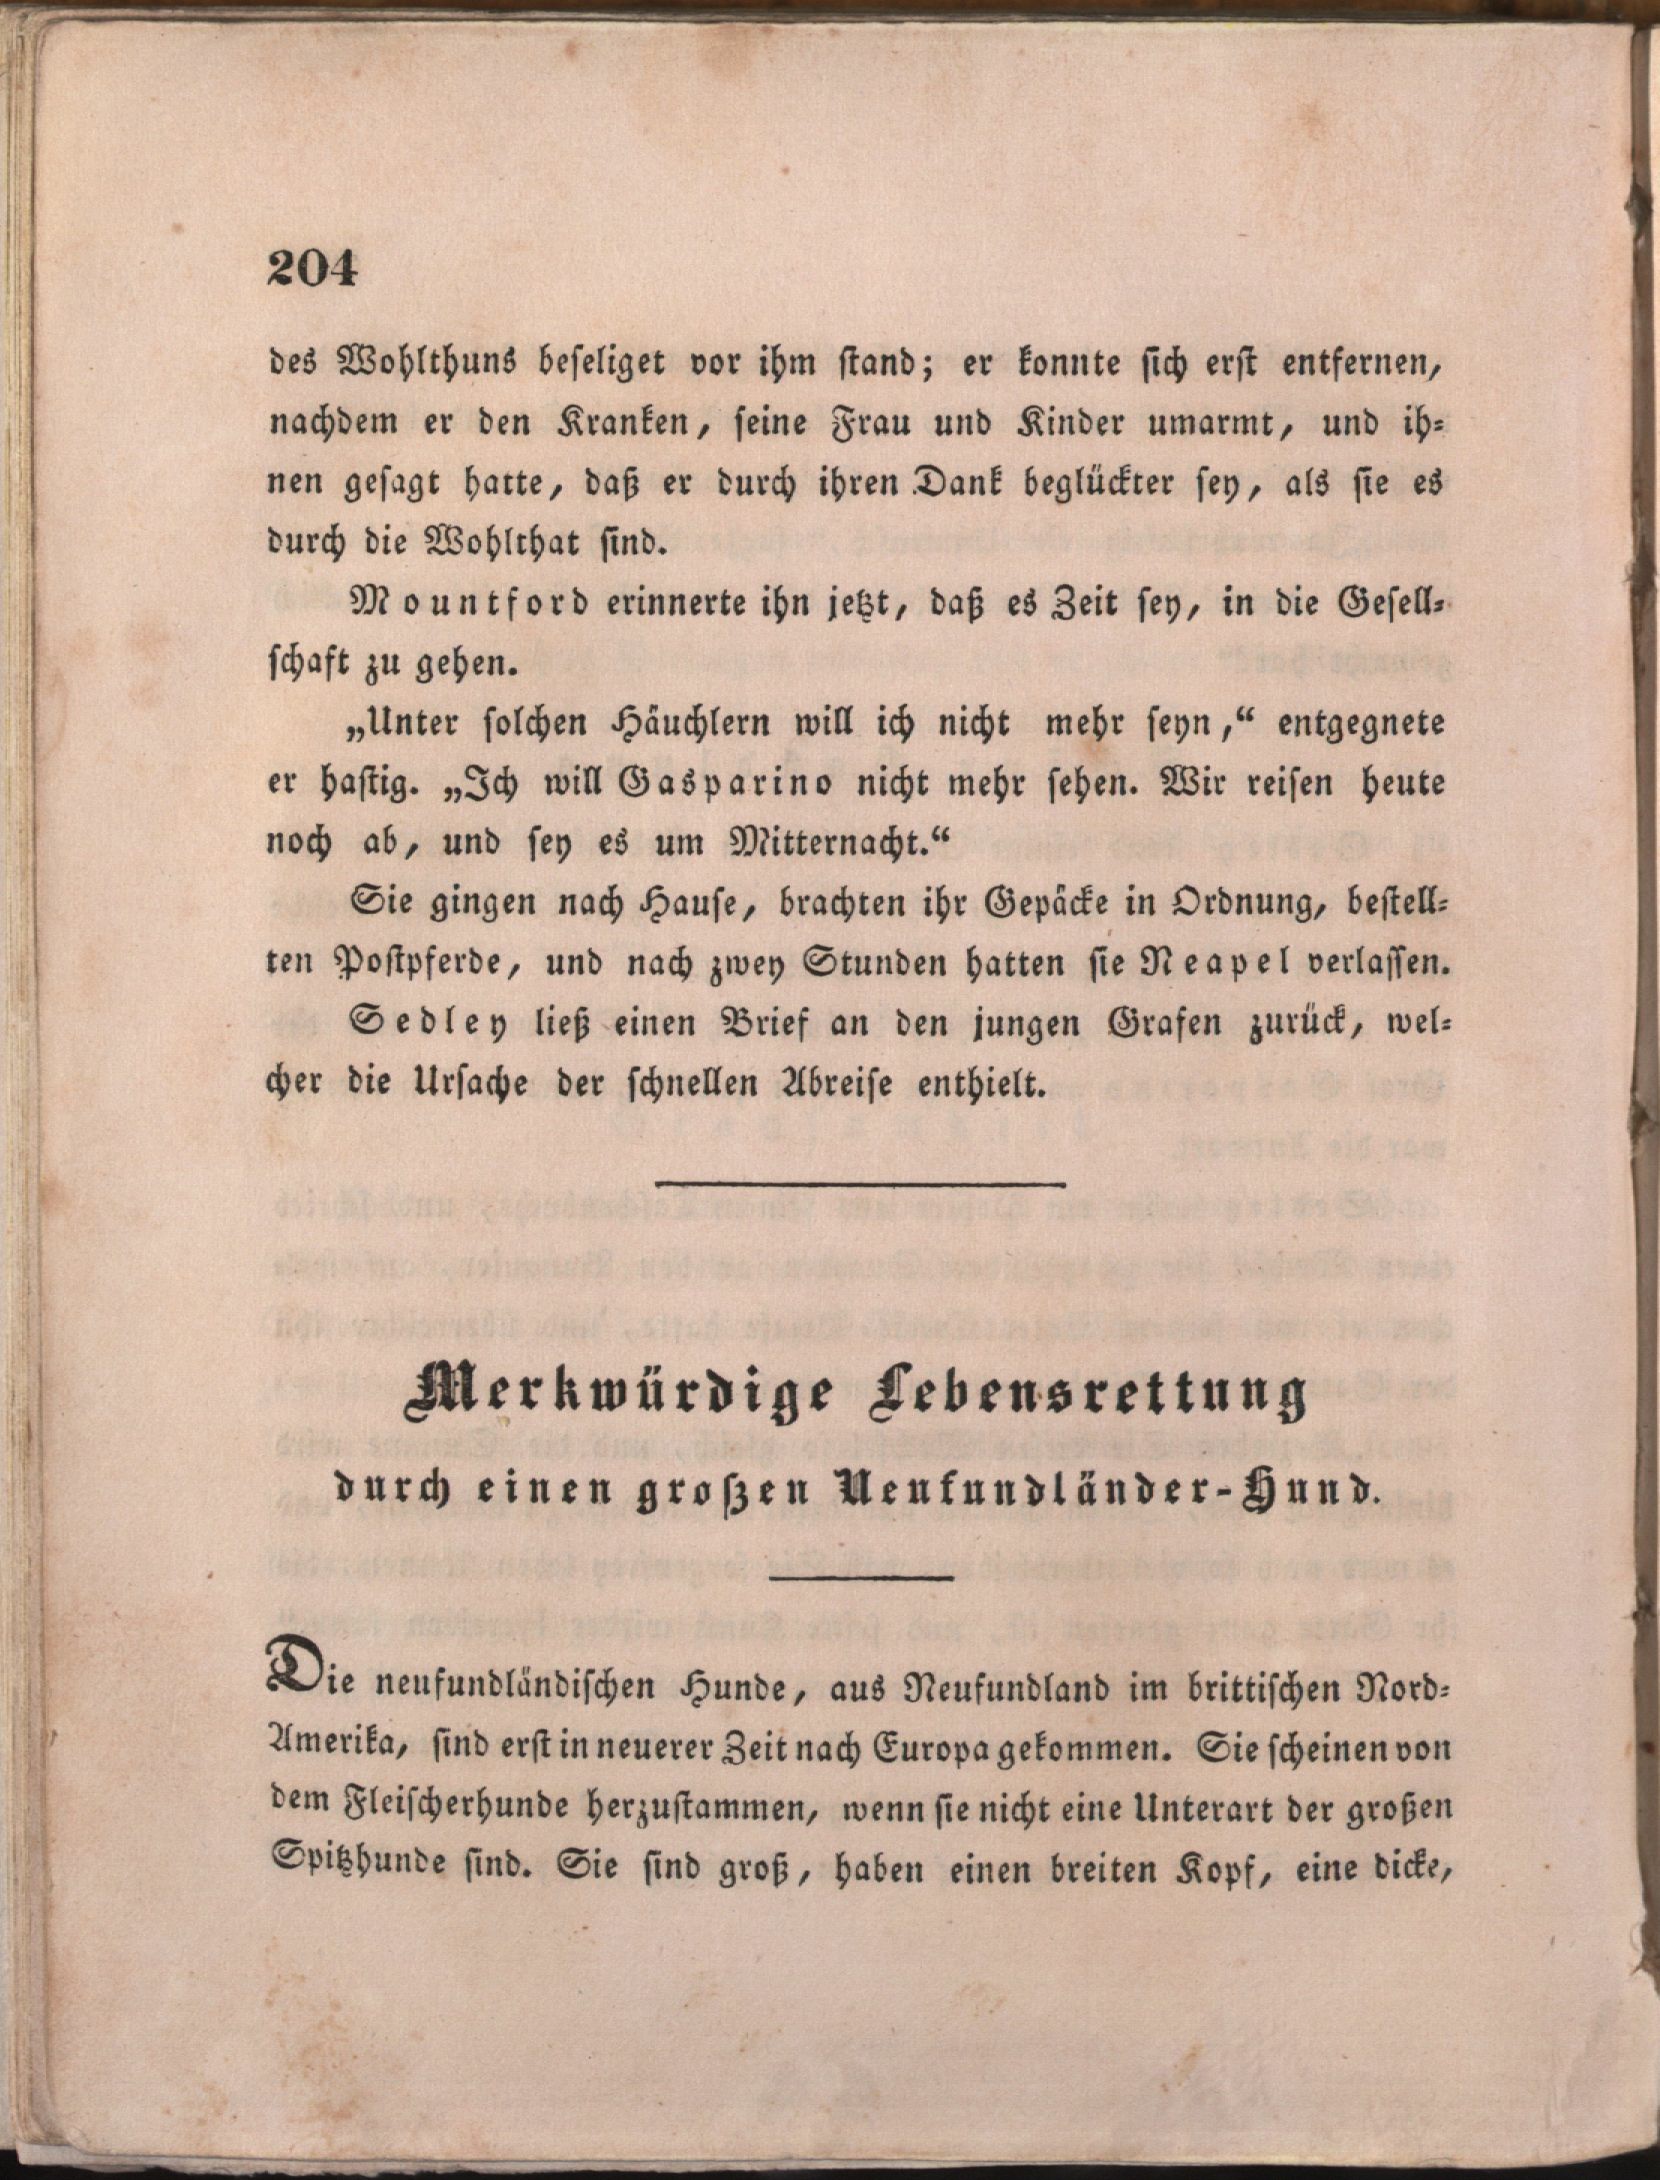 204
des Wohlthuns beseliget vor ihm stand; er konnte sich erst entfernen,
nachdem er den Kranken, seine Frau und Kinder umarmt, und ih-
nen gesagt hatte, daß er durch ihren Dank beglückter sey, als sie es
durch die Wohlthat sind.
Mountford erinnerte ihn jetzt, daß es Zeit sey, in die Gesell-
schaft zu gehen.
„Unter solchen Häuchlern will ich nicht mehr seyn,“ entgegnete
er hastig. „Ich will Gasparino nicht mehr sehen. Wir reisen heute
noch ab, und sey es um Mitternacht.“
Sie gingen nach Hause, brachten ihr Gepäcke in Ordnung, bestell-
ten Postpferde, und nach zwey Stunden hatten sie Neapel verlassen.
Sedley ließ einen Brief an den jungen Grafen zurück, wel-
cher die Ursache der schnellen Abreise enthielt.
Merkwürdige Lebensrettung
durch einen großen Neufundländer-Hund.
Die neufundländischen Hunde, aus Neufundland im brittischen Nord-
Amerika, sind erst in neuerer Zeit nach Europa gekommen. Sie scheinen von
dem Fleischerhunde herzustammen, wenn sie nicht eine Unterart der großen
Spitzhunde sind. Sie sind groß, haben einen breiten Kopf, eine dicke,